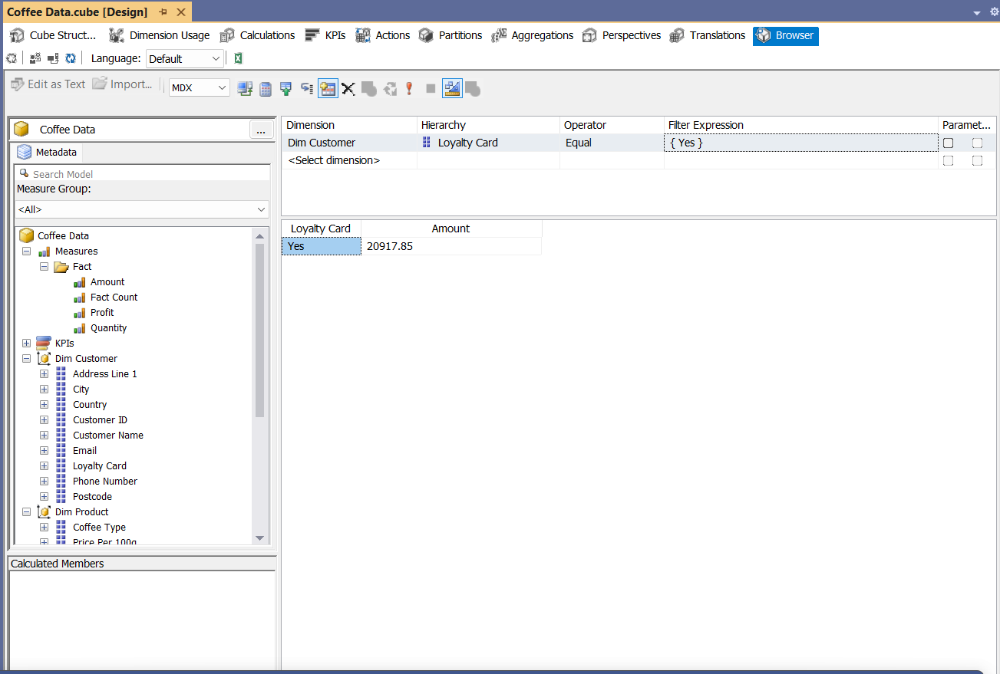 Coffee Data.cube [Design]
Cube Struct... Dimension Usage Calculations KPIs Actions Partitions Aggregations Perspectives Translations Browser
Language: Default
Edit as Text Import... MDX
Coffee Data ...
Metadata
Search Model
Measure Group:
<All>
Coffee Data
Measures
Fact
Amount
Fact Count
Profit
Quantity
KPIs
Dim Customer
Address Line 1
City
Country
Customer ID
Customer Name
Email
Loyalty Card
Phone Number
Postcode
Dim Product
Coffee Type
Price Per 100g
Calculated Members
Dimension Hierarchy Operator Filter Expression Paramet...
Dim Customer Loyalty Card Equal { Yes }
<Select dimension>
Loyalty Card Amount
Yes 20917.85